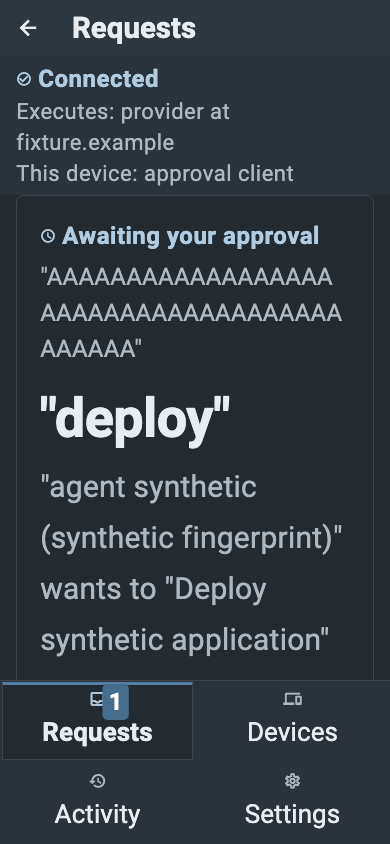 Requests
Connected
Executes: provider at
fixture.example
This device: approval client
Awaiting your approval
"AAAAAAAAAAAAAAAAAA
AAAAAAAAAAAAAAAAAAA
AAAAAA"
"deploy"
"agent synthetic
(synthetic fingerprint)"
wants to "Deploy
synthetic application"
1
Requests
Devices
Activity
Settings